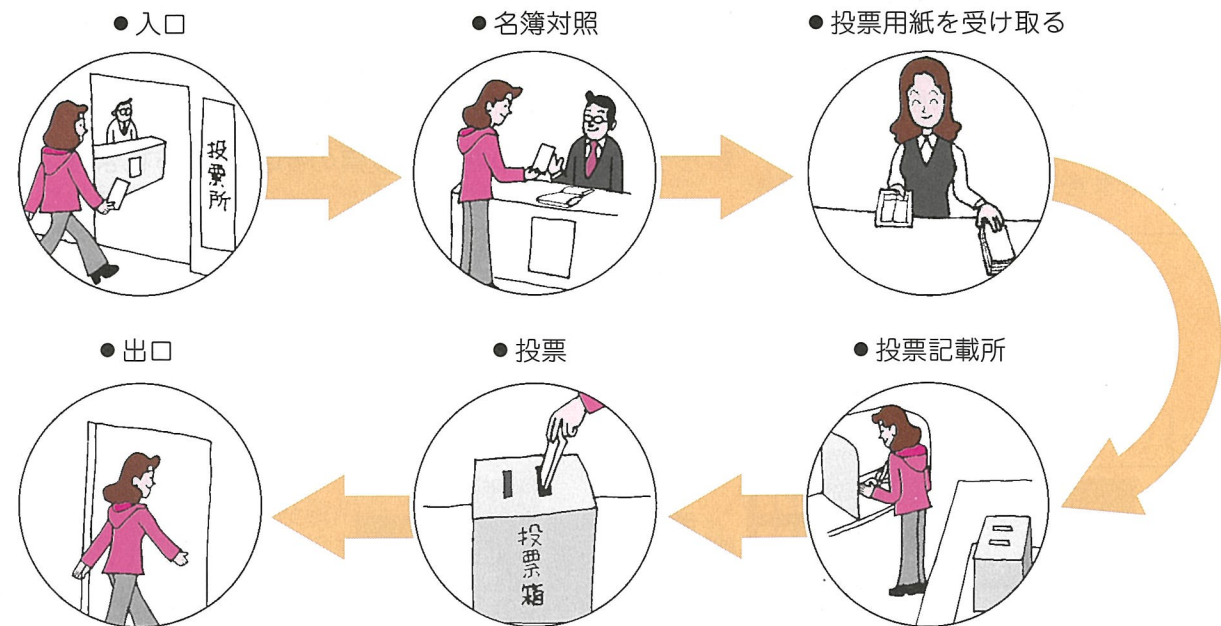 ● 入口
● 名簿対照
● 投票用紙を受け取る
投票所
● 投票記載所
● 投票
● 出口
投票箱